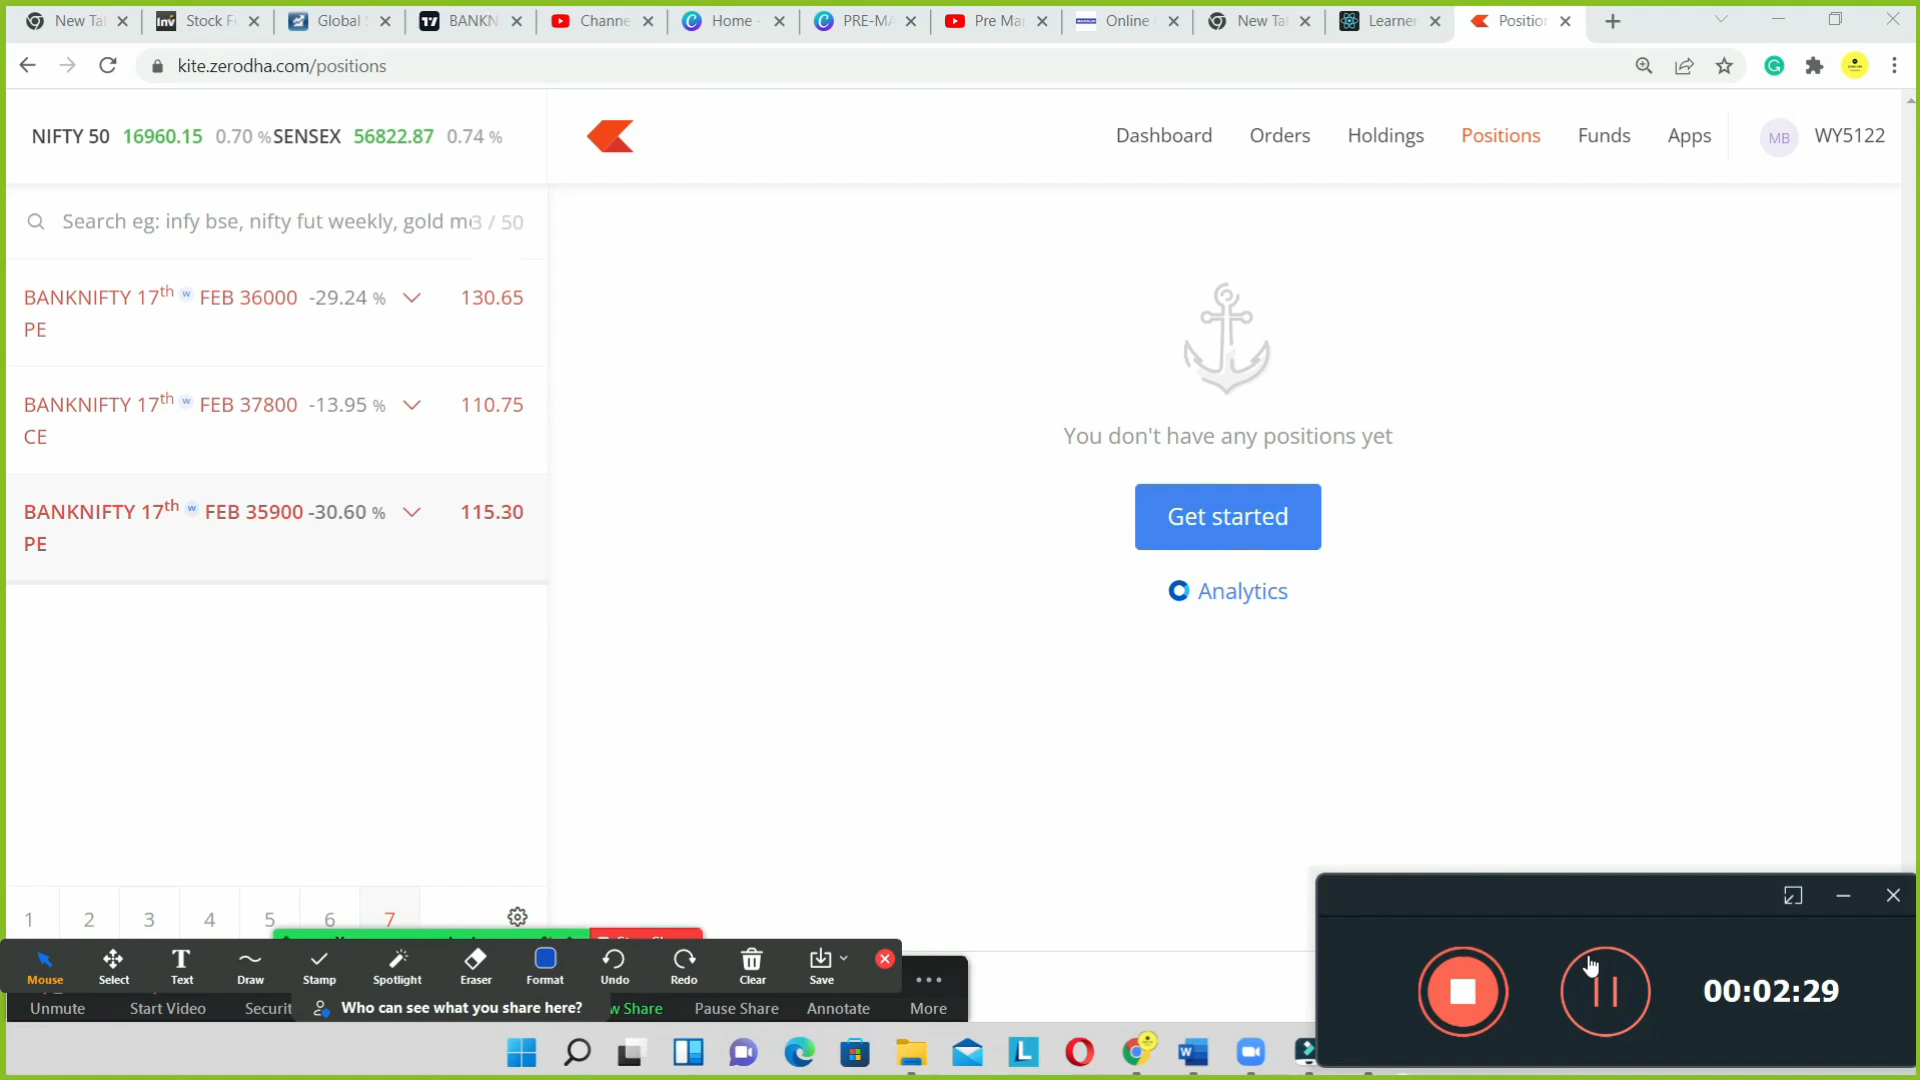 New Tal
Stock F
Global
BANKN
Channe
Home -
PRE-MA
Pre Mar
Online
New Tal
Learner
Position
kite.zerodha.com/positions
NIFTY 50 16960.15 0.70 % SENSEX 56822.87 0.74 %
Dashboard Orders Holdings Positions Funds Apps MB WY5122
Search eg: infy bse, nifty fut weekly, gold m 3 / 50
BANKNIFTY 17th w FEB 36000 -29.24 % 130.65
PE
BANKNIFTY 17th w FEB 37800 -13.95 % 110.75
CE
BANKNIFTY 17th w FEB 35900 -30.60 % 115.30
PE
You don't have any positions yet
Get started
Analytics
1 2 3 4 5 6 7
Mouse Select Text Draw Stamp Spotlight Eraser Format Undo Redo Clear Save
Unmute Start Video Securit Who can see what you share here? w Share Pause Share Annotate More
00:02:29